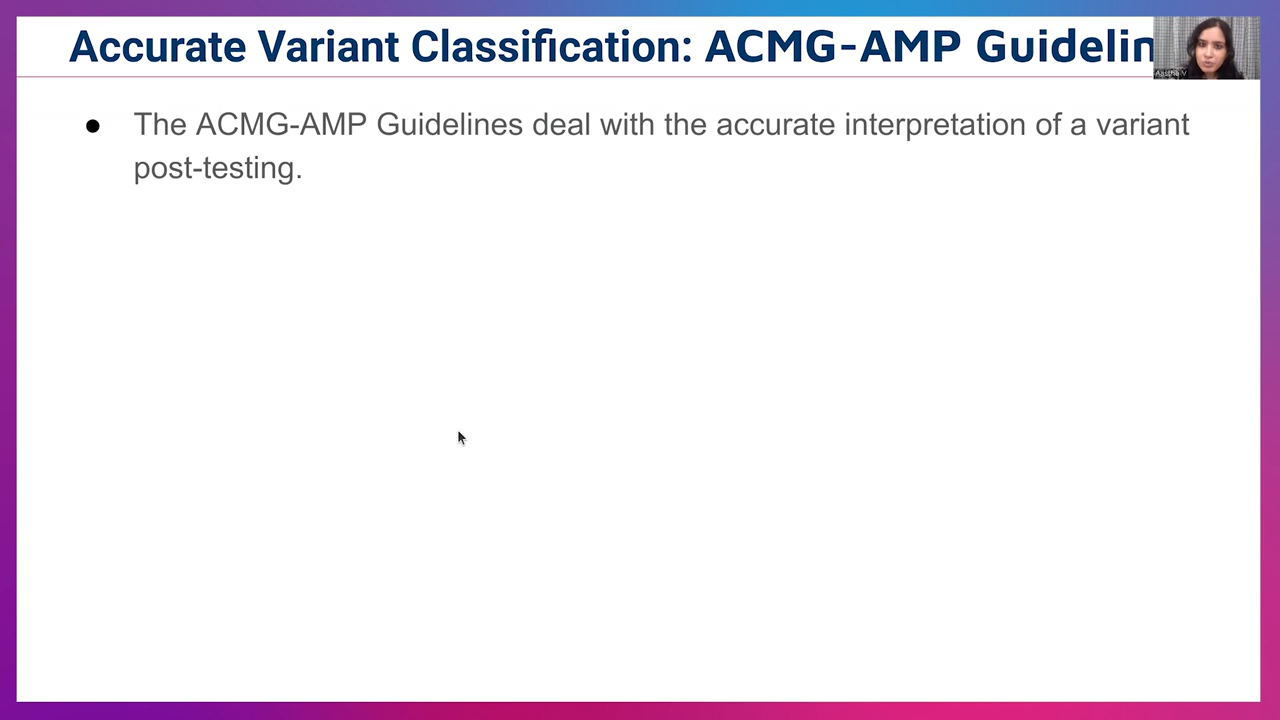 Accurate Variant Classification: ACMG-AMP Guidelin
● The ACMG-AMP Guidelines deal with the accurate interpretation of a variant
post-testing.
Aastha V